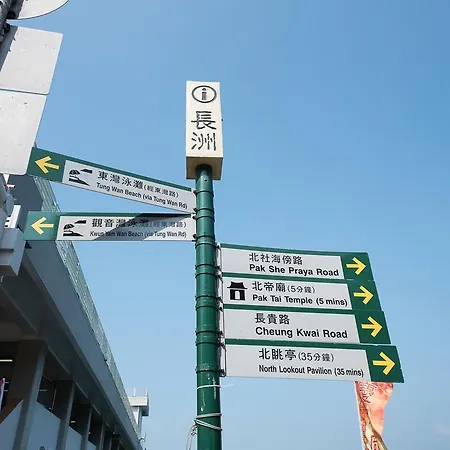 i
長
洲
東灣泳灘(經東灣路)
Tung Wan Beach (via Tung Wan Rd)
觀音灣泳灘(經東灣路)
Kwun Yam Wan Beach (via Tung Wan Rd)
北社海傍路
Pak She Praya Road
北帝廟(5分鐘)
Pak Tai Temple (5 mins)
長貴路
Cheung Kwai Road
北眺亭(35分鐘)
North Lookout Pavilion (35 mins)